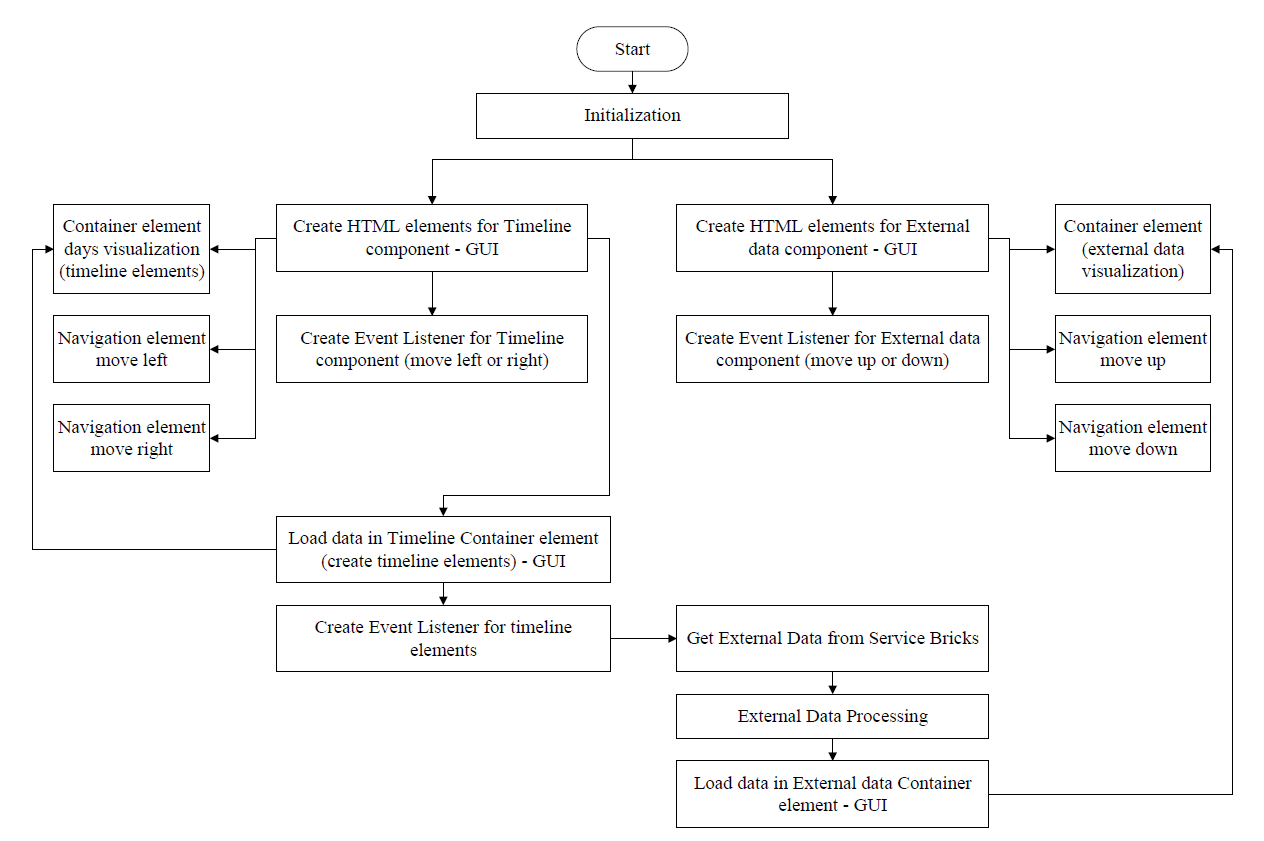 Start
Initialization
Container element
days visualization
(timeline elements)
Create HTML elements for Timeline
component - GUI
Create HTML elements for External
data component - GUI
Container element
(external data
visualization)
Navigation element
move left
Create Event Listener for Timeline
component (move left or right)
Create Event Listener for External data
component (move up or down)
Navigation element
move up
Navigation element
move right
Navigation element
move down
Load data in Timeline Container element
(create timeline elements) - GUI
Create Event Listener for timeline
elements
Get External Data from Service Bricks
External Data Processing
Load data in External data Container
element - GUI